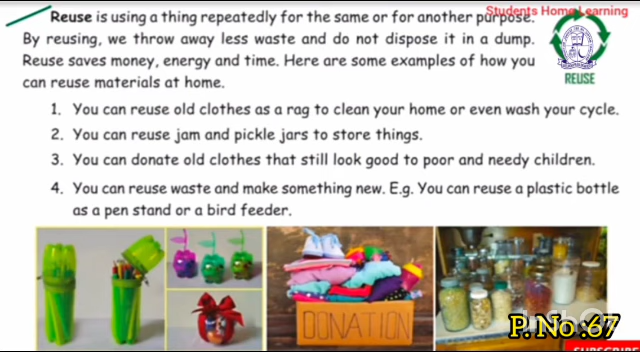 Students Home Learning
Reuse is using a thing repeatedly for the same or for another purpose.
By reusing, we throw away less waste and do not dispose it in a dump.
Reuse saves money, energy and time. Here are some examples of how you
can reuse materials at home.
REUSE
1. You can reuse old clothes as a rag to clean your home or even wash your cycle.
2. You can reuse jam and pickle jars to store things.
3. You can donate old clothes that still look good to poor and needy children.
4. You can reuse waste and make something new. E.g. You can reuse a plastic bottle
as a pen stand or a bird feeder.
DONATION
P. No :67
SUBSCRIBE